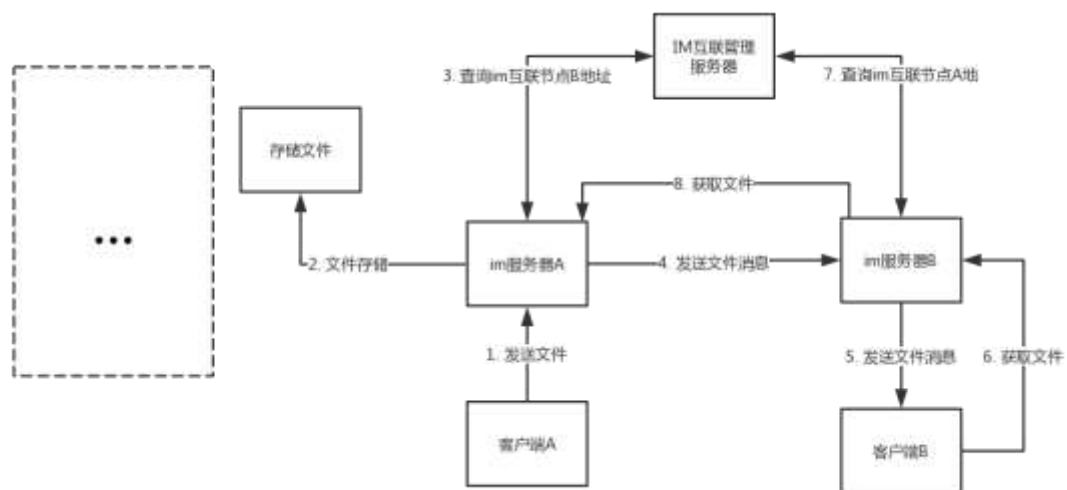 IM互联管理
服务器
3. 查询im互联节点B地址
7. 查询im互联节点A地
存储文件
8. 获取文件
2. 文件存储
im服务器A
4. 发送文件消息
im服务器B
1. 发送文件
5. 发送文件消息
6. 获取文件
客户端A
客户端B
•••